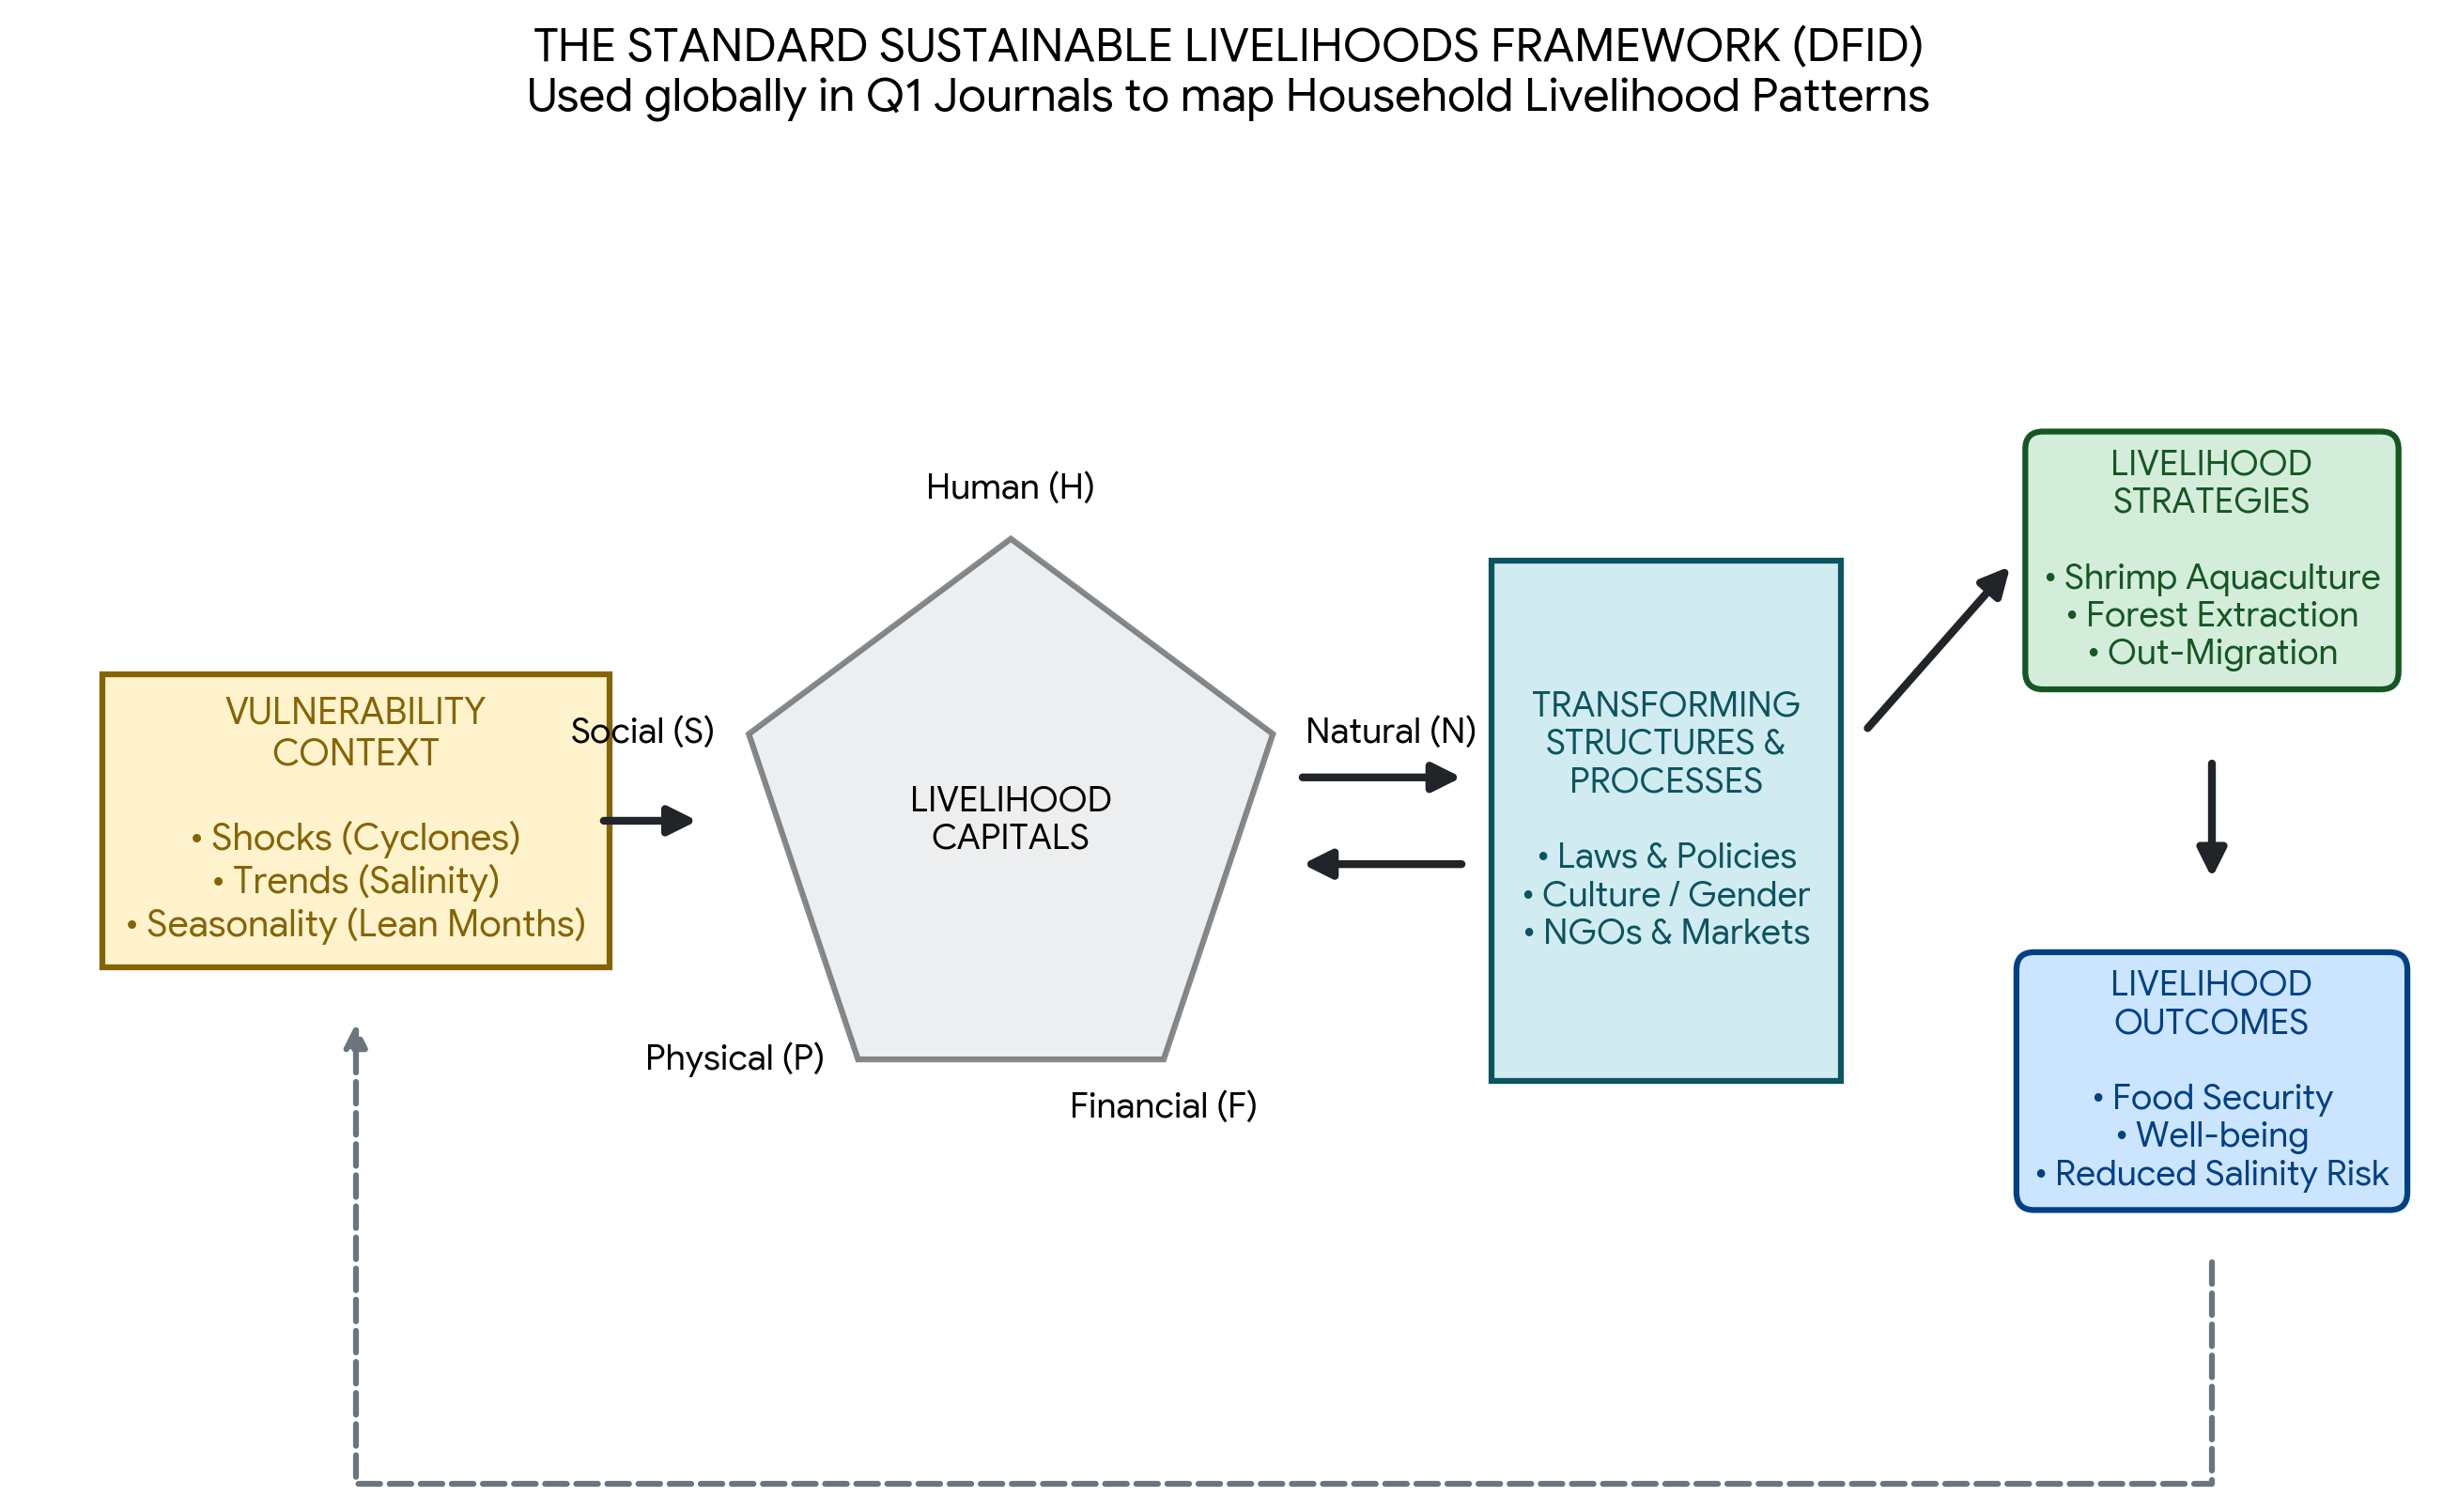 THE STANDARD SUSTAINABLE LIVELIHOODS FRAMEWORK (DFID)
Used globally in Q1 Journals to map Household Livelihood Patterns
VULNERABILITY
CONTEXT
• Shocks (Cyclones)
• Trends (Salinity)
• Seasonality (Lean Months)
Human (H)
Social (S)
Natural (N)
LIVELIHOOD
CAPITALS
Physical (P)
Financial (F)
TRANSFORMING
STRUCTURES &
PROCESSES
• Laws & Policies
• Culture / Gender
• NGOs & Markets
LIVELIHOOD
STRATEGIES
• Shrimp Aquaculture
• Forest Extraction
• Out-Migration
LIVELIHOOD
OUTCOMES
• Food Security
• Well-being
• Reduced Salinity Risk